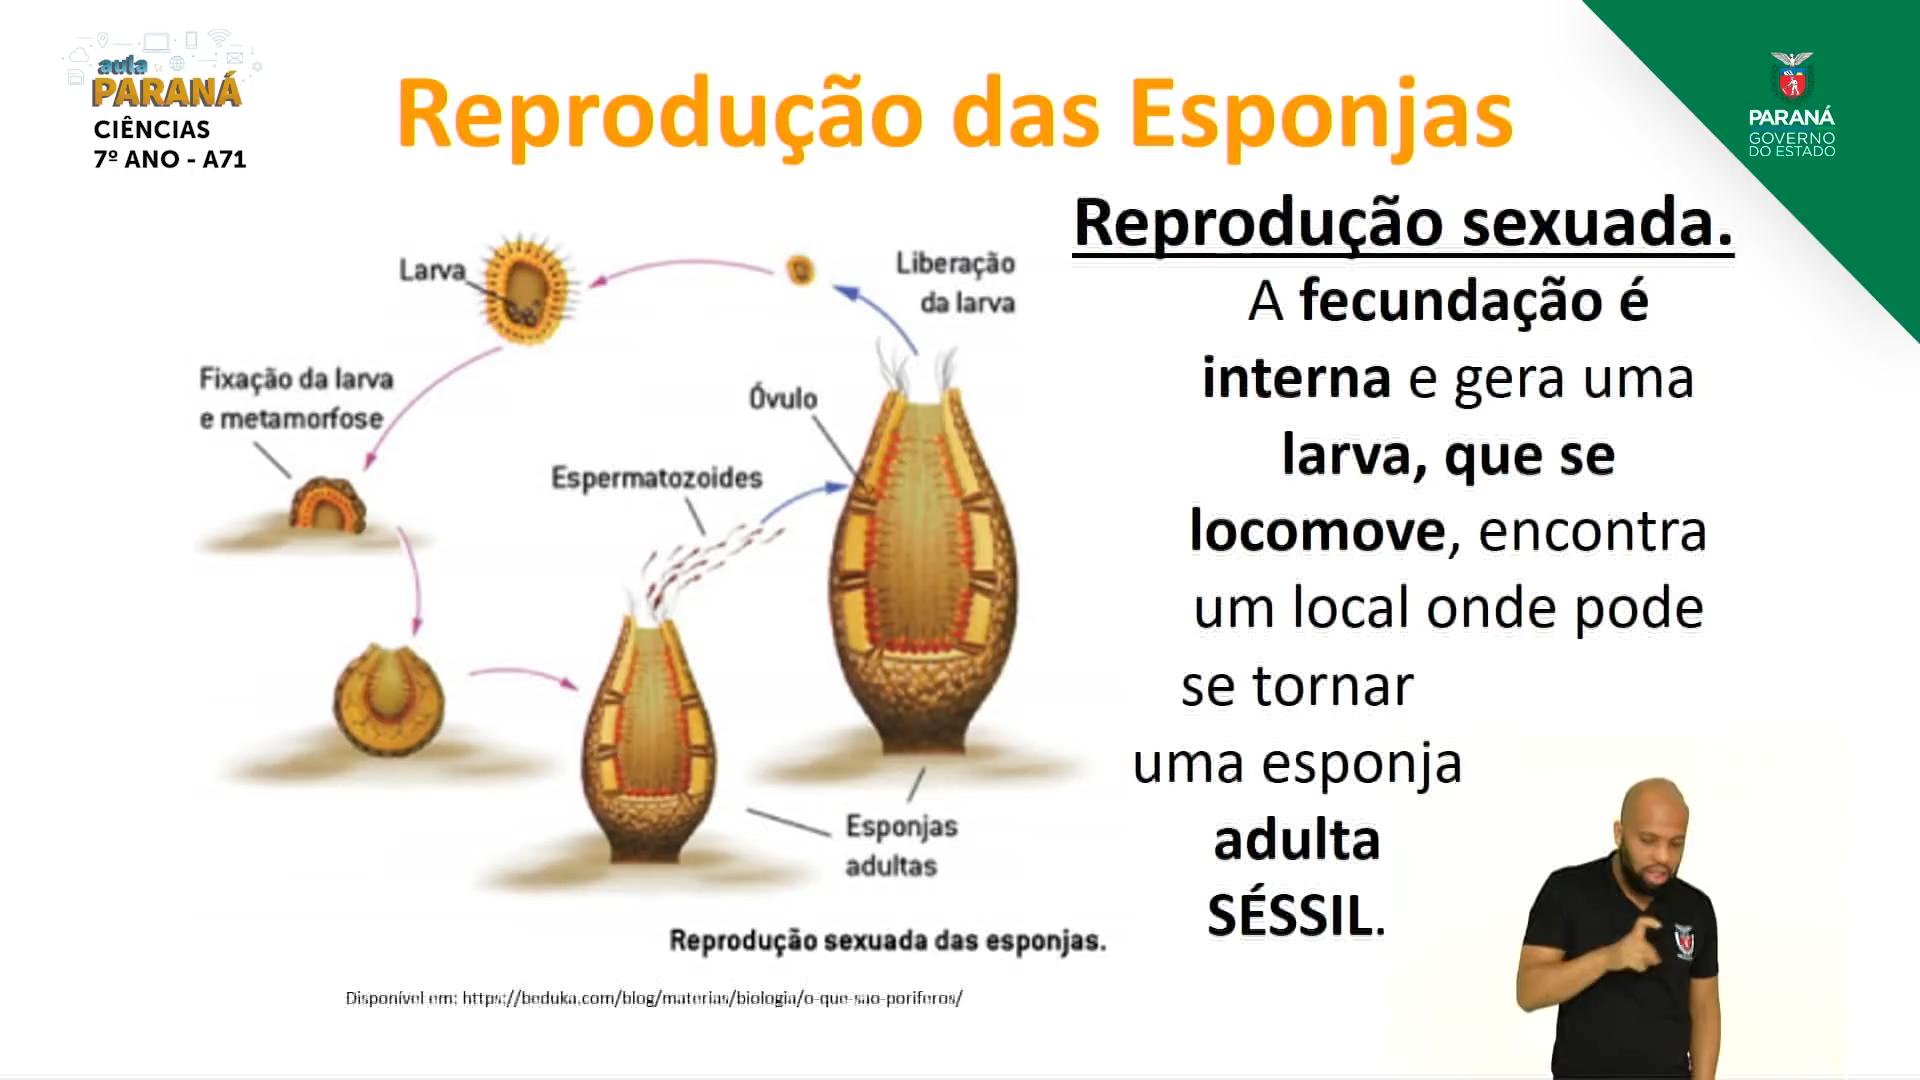 aula
PARANÁ
CIÊNCIAS
7º ANO - A71
Reprodução das Esponjas
PARANÁ
GOVERNO
DO ESTADO
Larva
Liberação
da larva
Fixação da larva
e metamorfose
Óvulo
Espermatozoides
Esponjas
adultas
Reprodução sexuada das esponjas.
Disponível em: https://beduka.com/blog/materias/biologia/o-que-sao-poriferos/
Reprodução sexuada.
A fecundação é
interna e gera uma
larva, que se
locomove, encontra
um local onde pode
se tornar
uma esponja
adulta
SÉSSIL.